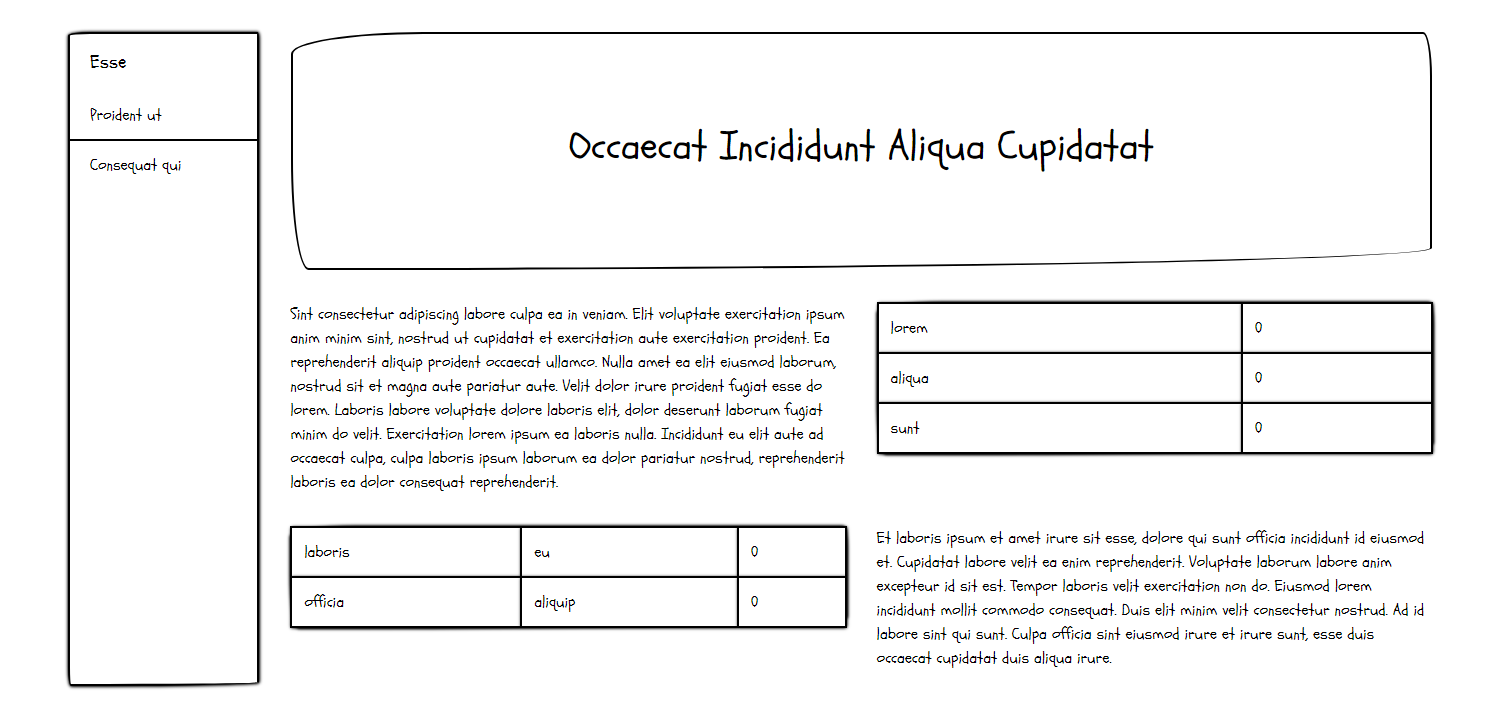 Esse
Proident ut
Consequat qui
Occaecat Incididunt Aliqua Cupidatat
Sint consectetur adipiscing labore culpa ea in veniam. Elit voluptate exercitation ipsum
anim minim sint, nostrud ut cupidatat et exercitation aute exercitation proident. Ea
reprehenderit aliquip proident occaecat ullamco. Nulla amet ea elit eiusmod laborum,
nostrud sit et magna aute pariatur aute. Velit dolor irure proident fugiat esse do
lorem. Laboris labore voluptate dolore laboris elit, dolor deserunt laborum fugiat
minim do velit. Exercitation lorem ipsum ea laboris nulla. Incididunt eu elit aute ad
occaecat culpa, culpa laboris ipsum laborum ea dolor pariatur nostrud, reprehenderit
laboris ea dolor consequat reprehenderit.
lorem 0
aliqua 0
sunt 0
laboris eu 0
officia aliquip 0
Et laboris ipsum et amet irure sit esse, dolore qui sunt officia incididunt id eiusmod
et. Cupidatat labore velit ea enim reprehenderit. Voluptate laborum labore anim
excepteur id sit est. Tempor laboris velit exercitation non do. Eiusmod lorem
incididunt mollit commodo consequat. Duis elit minim velit consectetur nostrud. Ad id
labore sint qui sunt. Culpa officia sint eiusmod irure et irure sunt, esse duis
occaecat cupidatat duis aliqua irure.